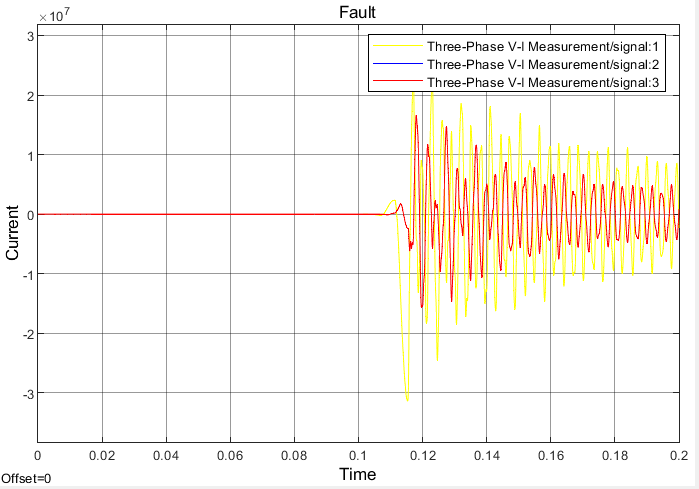 Fault
×10^7
Three-Phase V-I Measurement/signal:1
Three-Phase V-I Measurement/signal:2
Three-Phase V-I Measurement/signal:3
3
2
1
0
-1
-2
-3
Current
0 0.02 0.04 0.06 0.08 0.1 0.12 0.14 0.16 0.18 0.2
Time
Offset=0